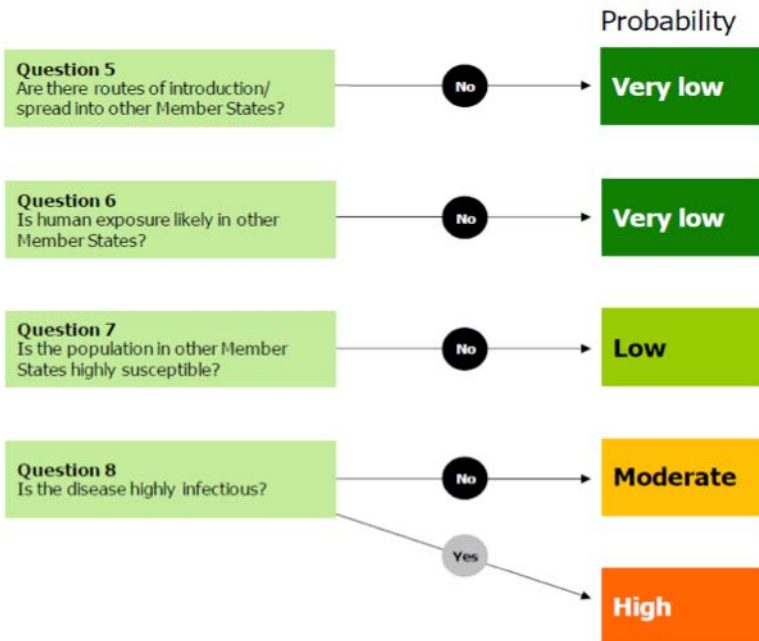 Probability
Question 5
Are there routes of introduction/
spread into other Member States?
No
Very low
Question 6
Is human exposure likely in other
Member States?
No
Very low
Question 7
Is the population in other Member
States highly susceptible?
No
Low
Question 8
Is the disease highly infectious?
No
Moderate
Yes
High